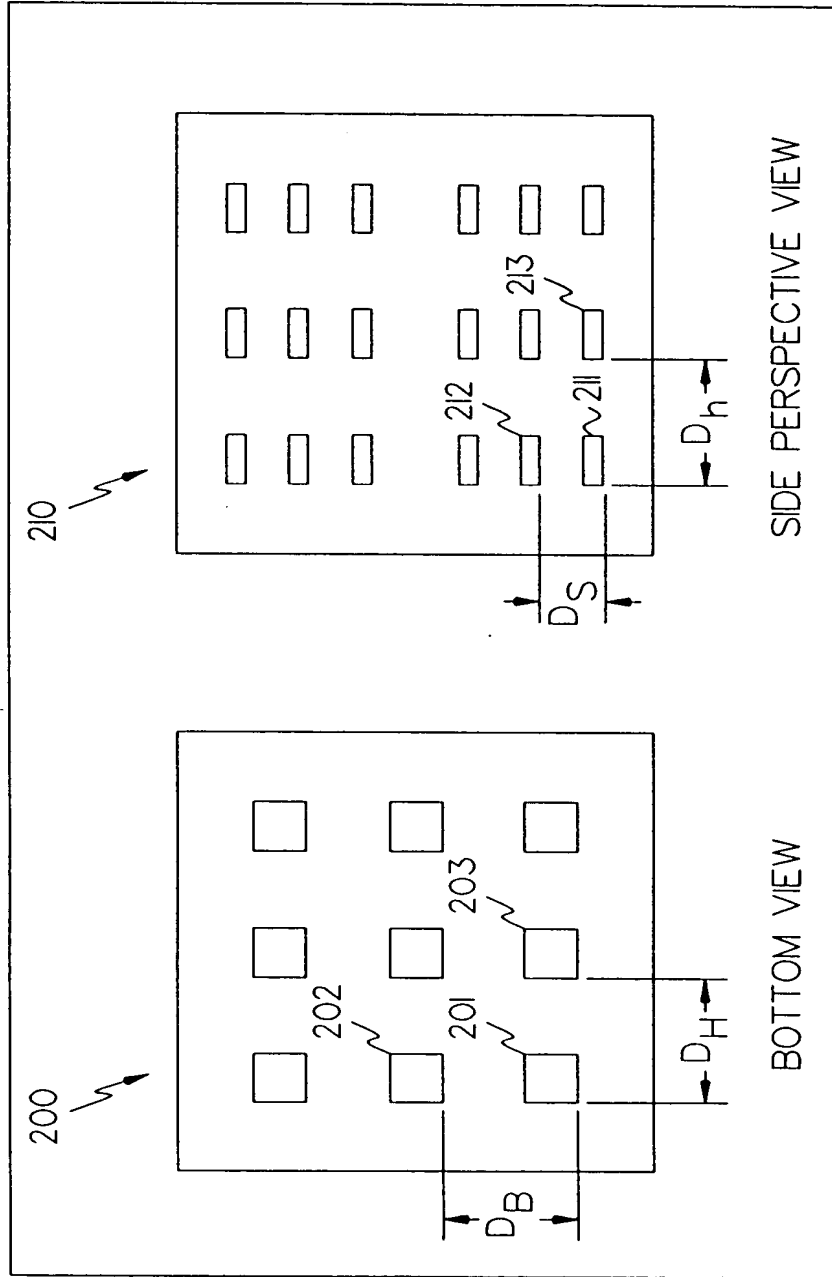 200
202
201
203
D_B
D_H
BOTTOM VIEW
210
212
211
213
D_S
D_h
SIDE PERSPECTIVE VIEW